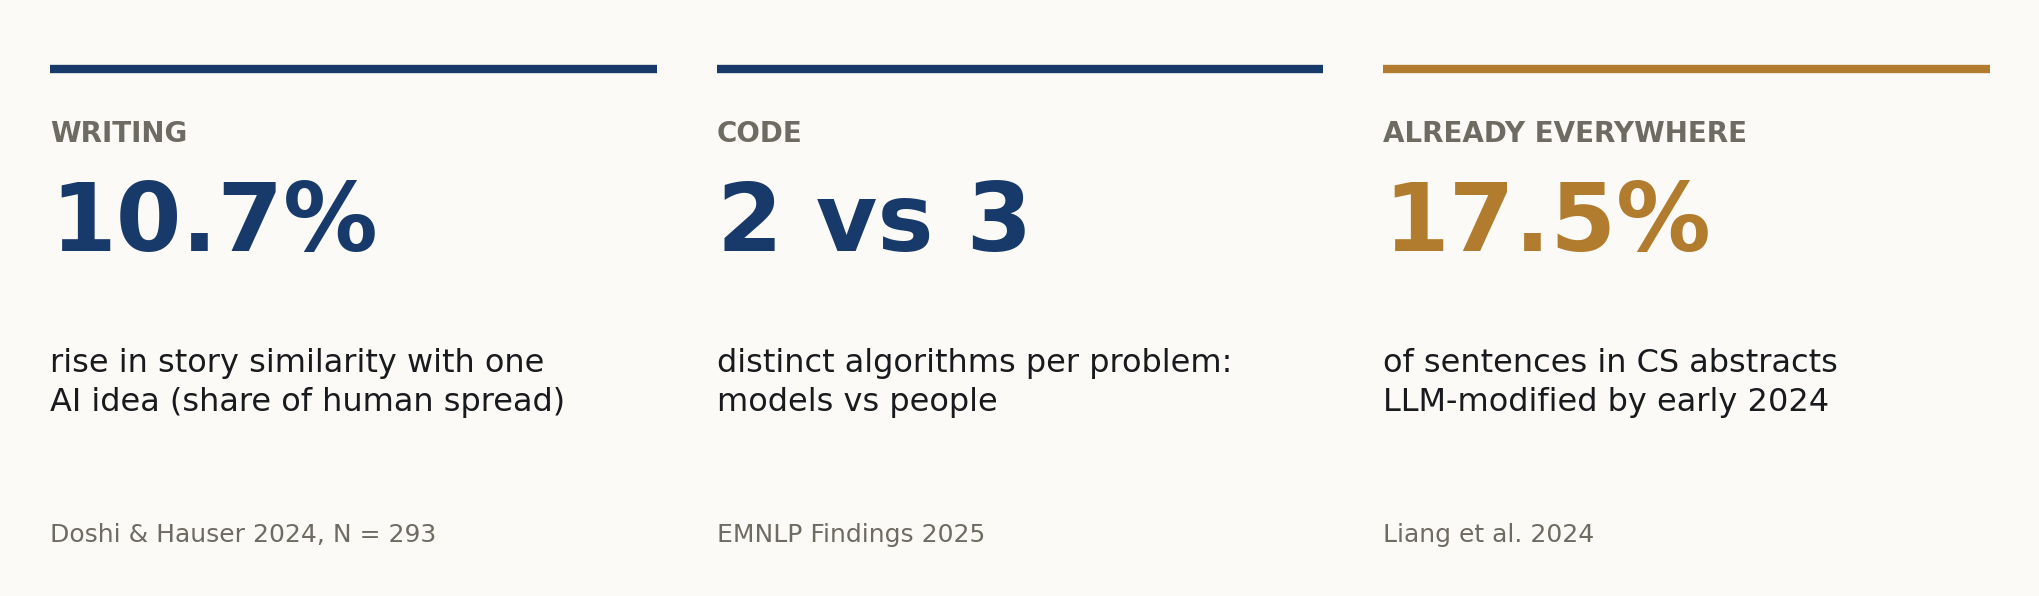 WRITING
10.7%
rise in story similarity with one
AI idea (share of human spread)
Doshi & Hauser 2024, N = 293
CODE
2 vs 3
distinct algorithms per problem:
models vs people
EMNLP Findings 2025
ALREADY EVERYWHERE
17.5%
of sentences in CS abstracts
LLM-modified by early 2024
Liang et al. 2024